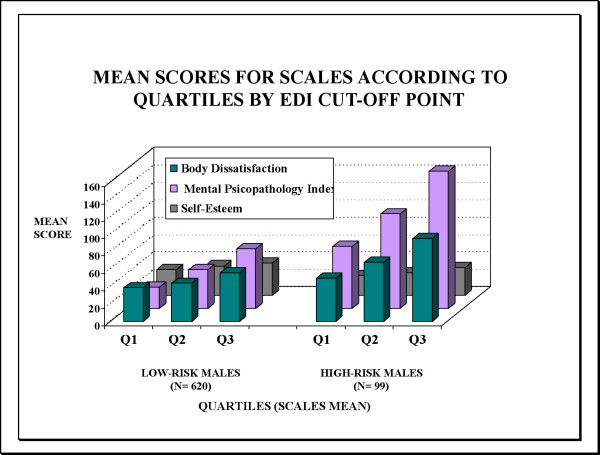 MEAN SCORES FOR SCALES ACCORDING TO
QUARTILES BY EDI CUT-OFF POINT
Body Dissatisfaction
Mental Psicopathology Index
Self-Esteem
MEAN
SCORE
160
140
120
100
80
60
40
20
0
Q1 Q2 Q3 Q1 Q2 Q3
LOW-RISK MALES HIGH-RISK MALES
(N= 620) (N= 99)
QUARTILES (SCALES MEAN)